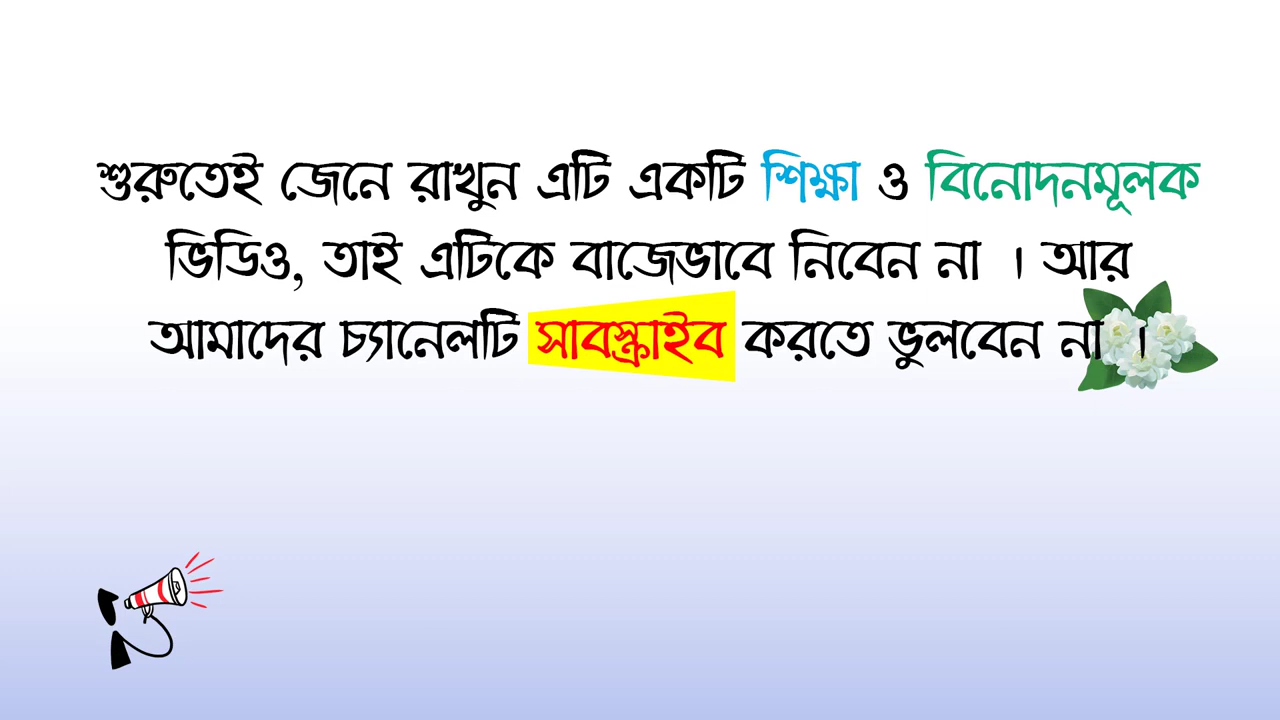 শুরুতেই জেনে রাখুন এটি একটি শিক্ষা ও বিনোদনমূলক
ভিডিও, তাই এটিকে বাজেভাবে নিবেন না । আর
আমাদের চ্যানেলটি সাবস্ক্রাইব করতে ভুলবেন না ।